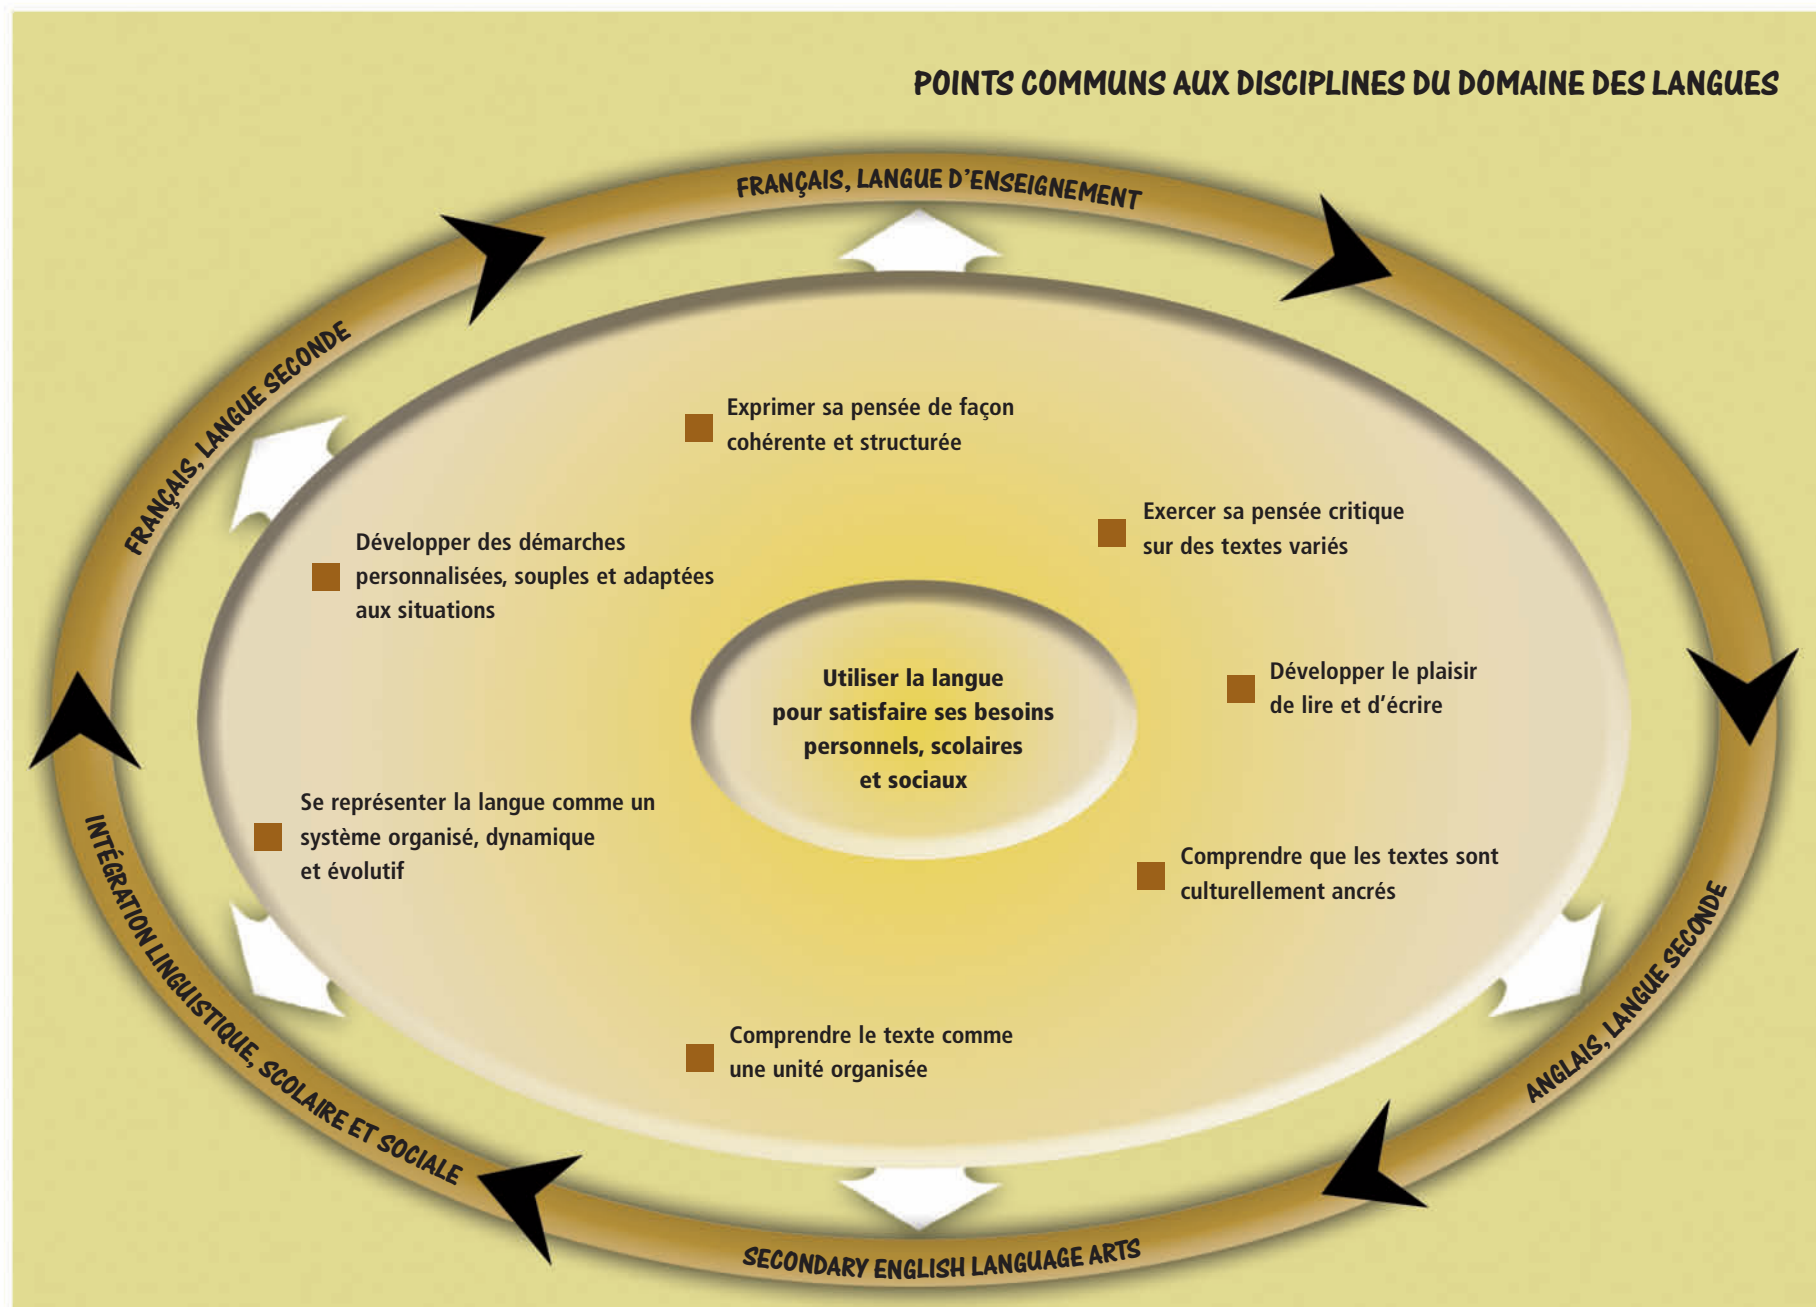 POINTS COMMUNS AUX DISCIPLINES DU DOMAINE DES LANGUES
FRANÇAIS, LANGUE D'ENSEIGNEMENT
FRANÇAIS, LANGUE SECONDE
Exprimer sa pensée de façon
cohérente et structurée
Exercer sa pensée critique
sur des textes variés
Développer des démarches
personnalisées, souples et adaptées
aux situations
Développer le plaisir
de lire et d'écrire
Utiliser la langue
pour satisfaire ses besoins
personnels, scolaires
et sociaux
Se représenter la langue comme un
système organisé, dynamique
et évolutif
Comprendre que les textes sont
culturellement ancrés
Comprendre le texte comme
une unité organisée
ANGLAIS, LANGUE SECONDE
INTÉGRATION LINGUISTIQUE, SCOLAIRE ET SOCIALE
SECONDARY ENGLISH LANGUAGE ARTS